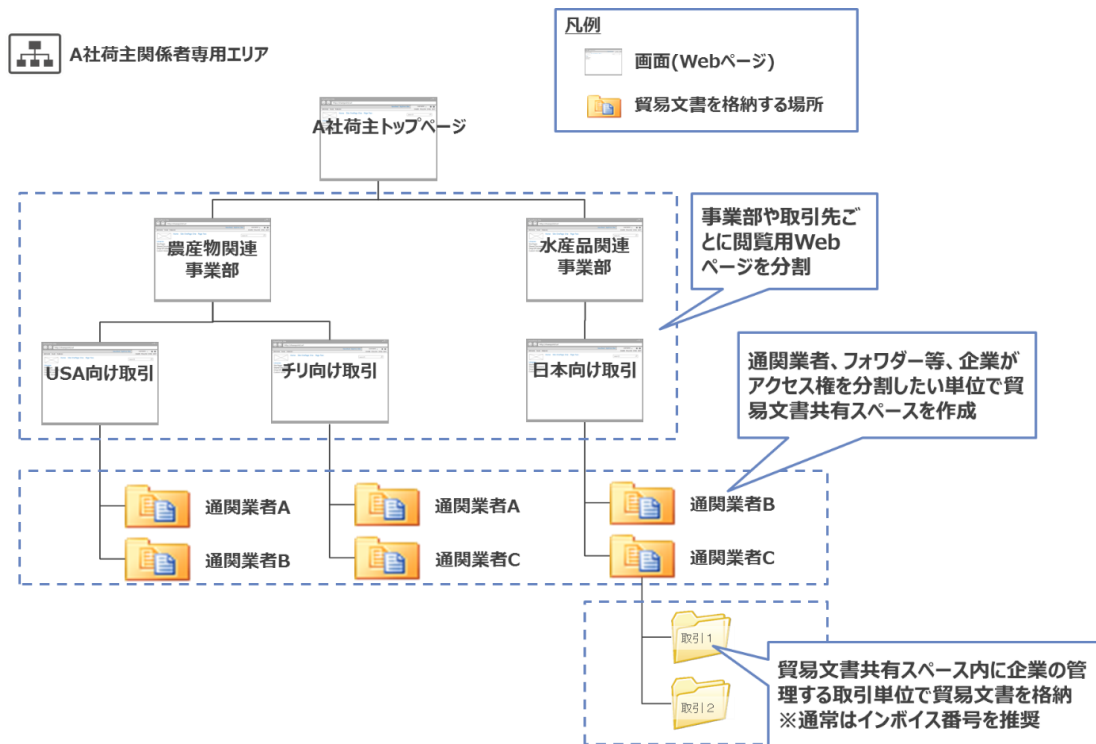 A社荷主関係者専用エリア
凡例
画面(Webページ)
貿易文書を格納する場所
A社荷主トップページ
農産物関連
事業部
水産品関連
事業部
事業部や取引先ご
とに閲覧用Web
ページを分割
USA向け取引
チリ向け取引
日本向け取引
通関業者、フォワダー等、企業が
アクセス権を分割したい単位で貿
易文書共有スペースを作成
通関業者A
通関業者A
通関業者B
通関業者B
通関業者C
通関業者C
取引1
取引2
貿易文書共有スペース内に企業の管
理する取引単位で貿易文書を格納
※通常はインボイス番号を推奨